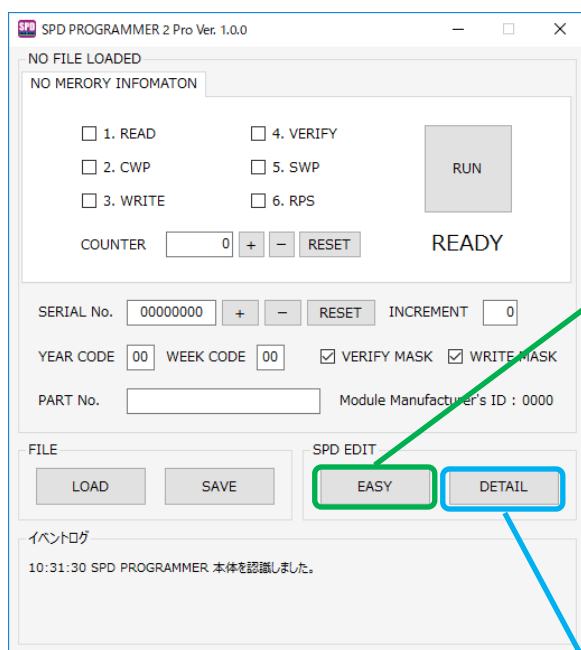 SPD PROGRAMMER 2 Pro Ver. 1.0.0
NO FILE LOADED
NO MERORY INFOMATON
1. READ 4. VERIFY
2. CWP 5. SWP RUN
3. WRITE 6. RPS
COUNTER 0 + － RESET READY
SERIAL No. 00000000 + － RESET INCREMENT 0
YEAR CODE 00 WEEK CODE 00 VERIFY MASK WRITE MASK
PART No. Module Manufacturer's ID : 0000
FILE SPD EDIT
LOAD SAVE EASY DETAIL
イベントログ
10:31:30 SPD PROGRAMMER 本体を認識しました。